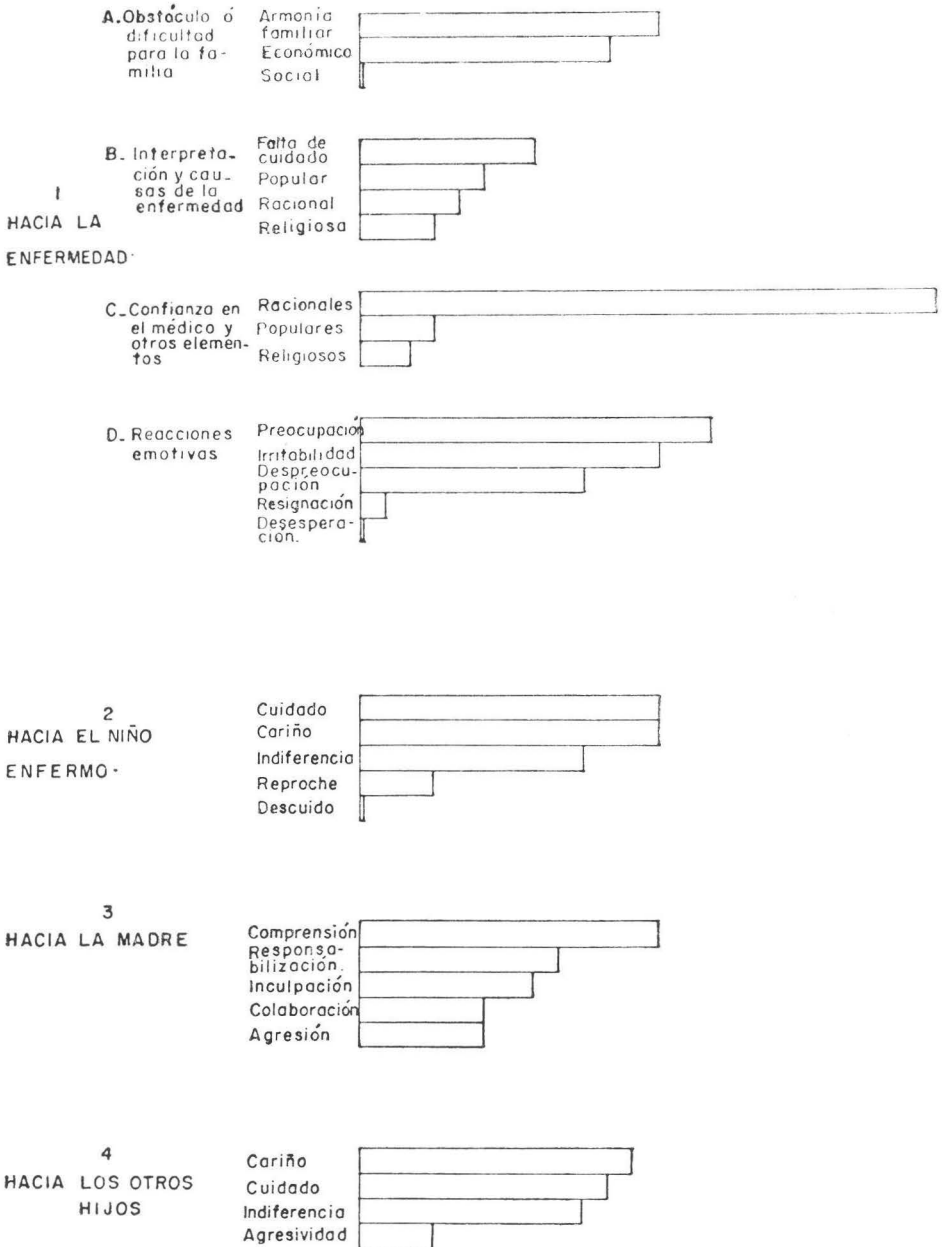 A.Obstáculo ó
dificultad
para la fa-
milia
Armonía
familiar
Económico
Social
B- Interpreta-
ción y cau-
sas de la
enfermedad
Falta de
cuidado
Popular
Racional
Religiosa
1
HACIA LA
ENFERMEDAD.
C-Confianza en
el médico y
otros elemen-
tos
Racionales
Populares
Religiosos
D- Reacciones
emotivas
Preocupación
Irritabilidad
Despreocu-
pación
Resignación
Desespera-
ción.
2
HACIA EL NIÑO
ENFERMO.
Cuidado
Cariño
Indiferencia
Reproche
Descuido
3
HACIA LA MADRE
Comprensión
Responsa-
bilización.
Inculpación
Colaboración
Agresión
4
HACIA LOS OTROS
HIJOS
Cariño
Cuidado
Indiferencia
Agresividad